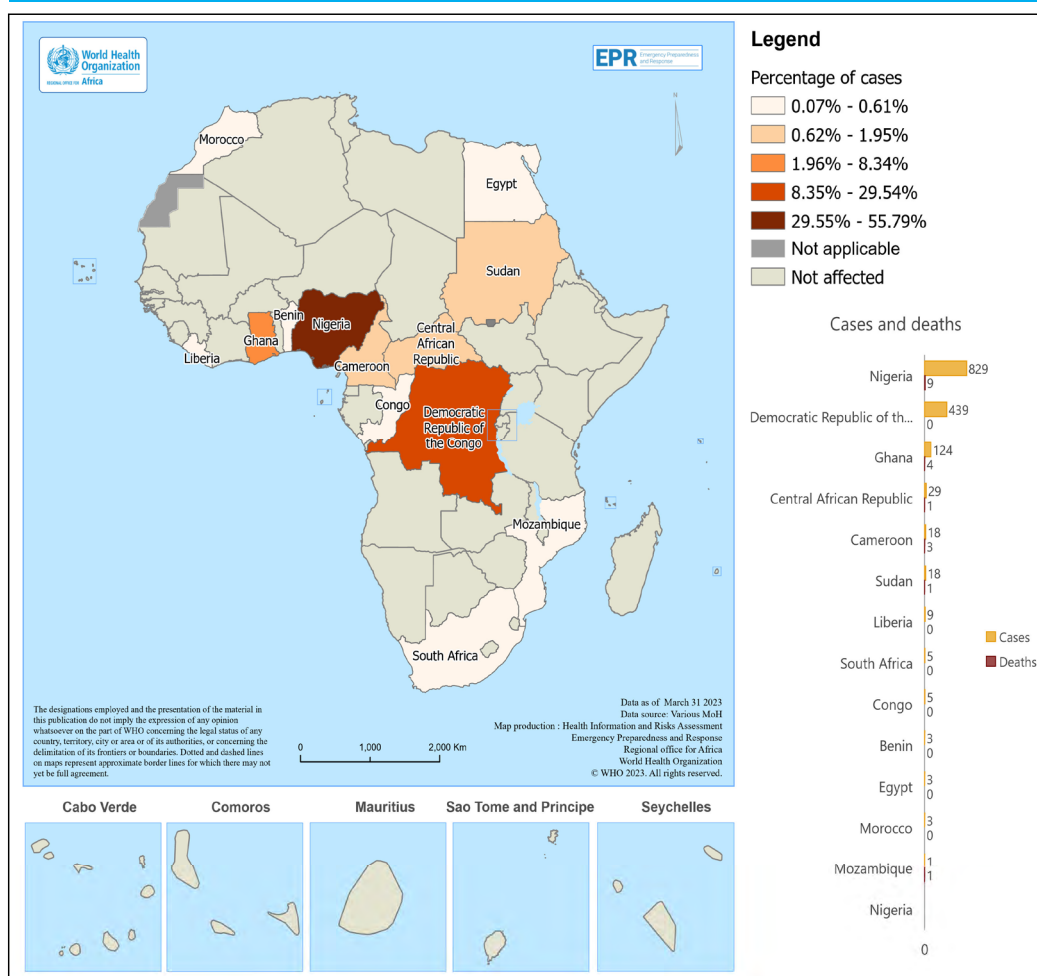 World Health
Organization
REGIONAL OFFICE FOR Africa
EPR Emergency Preparedness
and Response
N
Morocco
Egypt
Sudan
Benin
Nigeria
Ghana
Liberia
Central
African
Republic
Cameroon
Congo
Democratic
Republic of
the Congo
Mozambique
South Africa
The designations employed and the presentation of the material in
this publication do not imply the expression of any opinion
whatsoever on the part of WHO concerning the legal status of any
country, territory, city or area or of its authorities, or concerning the
delimitation of its frontiers or boundaries. Dotted and dashed lines
on maps represent approximate border lines for which there may not
yet be full agreement.
0 1,000 2,000 Km
Data as of March 31 2023
Data source: Various MoH
Map production : Health Information and Risks Assessment
Emergency Preparedness and Response
Regional office for Africa
World Health Organization
© WHO 2023. All rights reserved.
Cabo Verde
Comoros
Mauritius
Sao Tome and Principe
Seychelles
Legend
Percentage of cases
0.07% - 0.61%
0.62% - 1.95%
1.96% - 8.34%
8.35% - 29.54%
29.55% - 55.79%
Not applicable
Not affected
Cases and deaths
Nigeria 829
9
Democratic Republic of th... 439
0
Ghana 124
4
Central African Republic 29
1
Cameroon 18
3
Sudan 18
1
Liberia 9
0
South Africa 5
0
Congo 5
0
Benin 3
0
Egypt 3
0
Morocco 3
0
Mozambique 1
1
Nigeria
0
Cases
Deaths